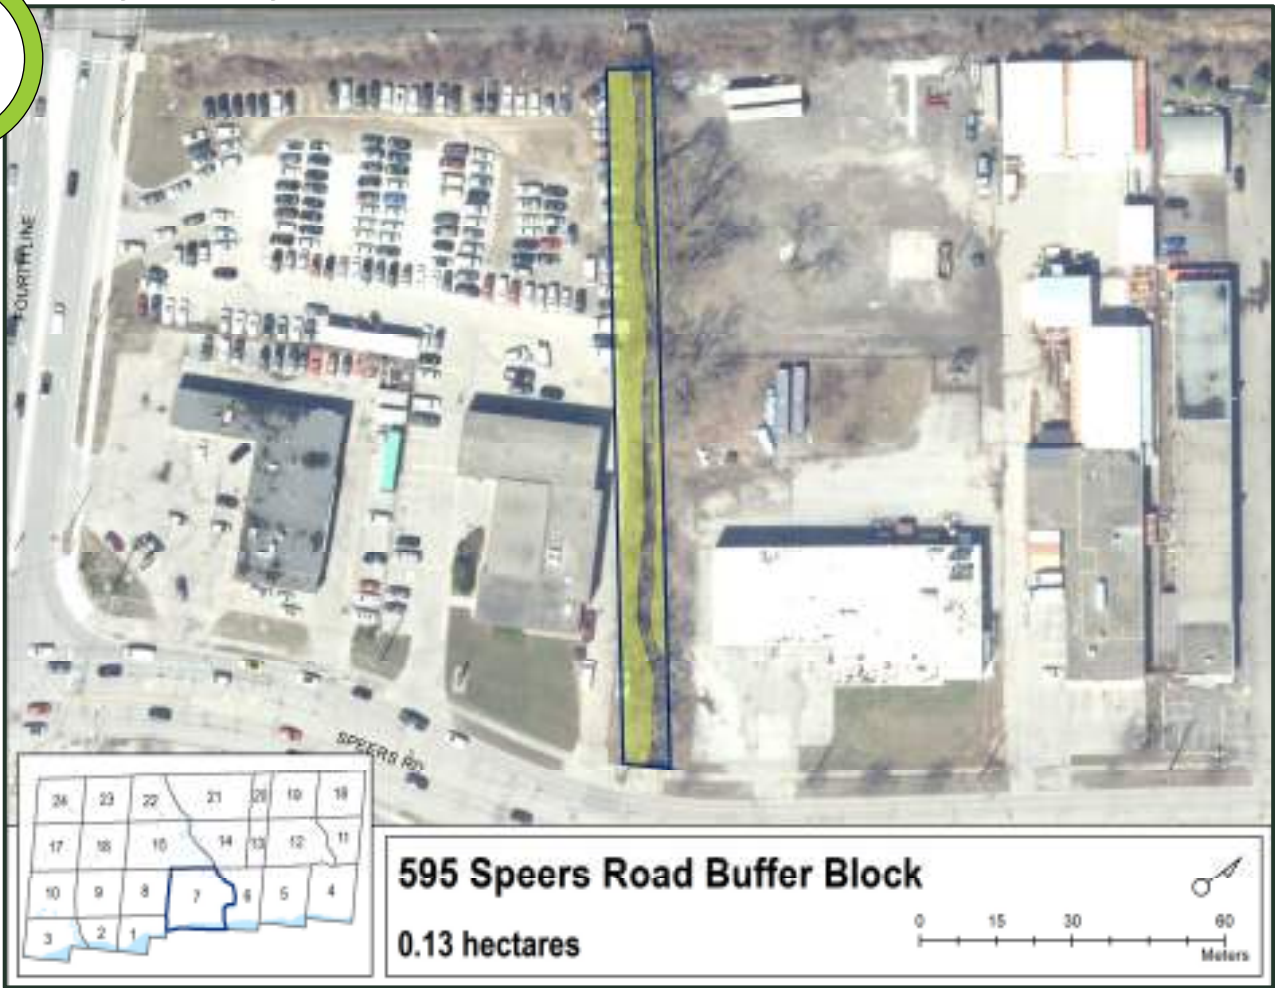 FOURTH LINE
SPEERS RD
24 23 22 21 20 19 18
17 16 15 14 13 12 11
10 9 8 7 6 5 4
3 2 1
595 Speers Road Buffer Block
0.13 hectares
0 15 30 60
Meters